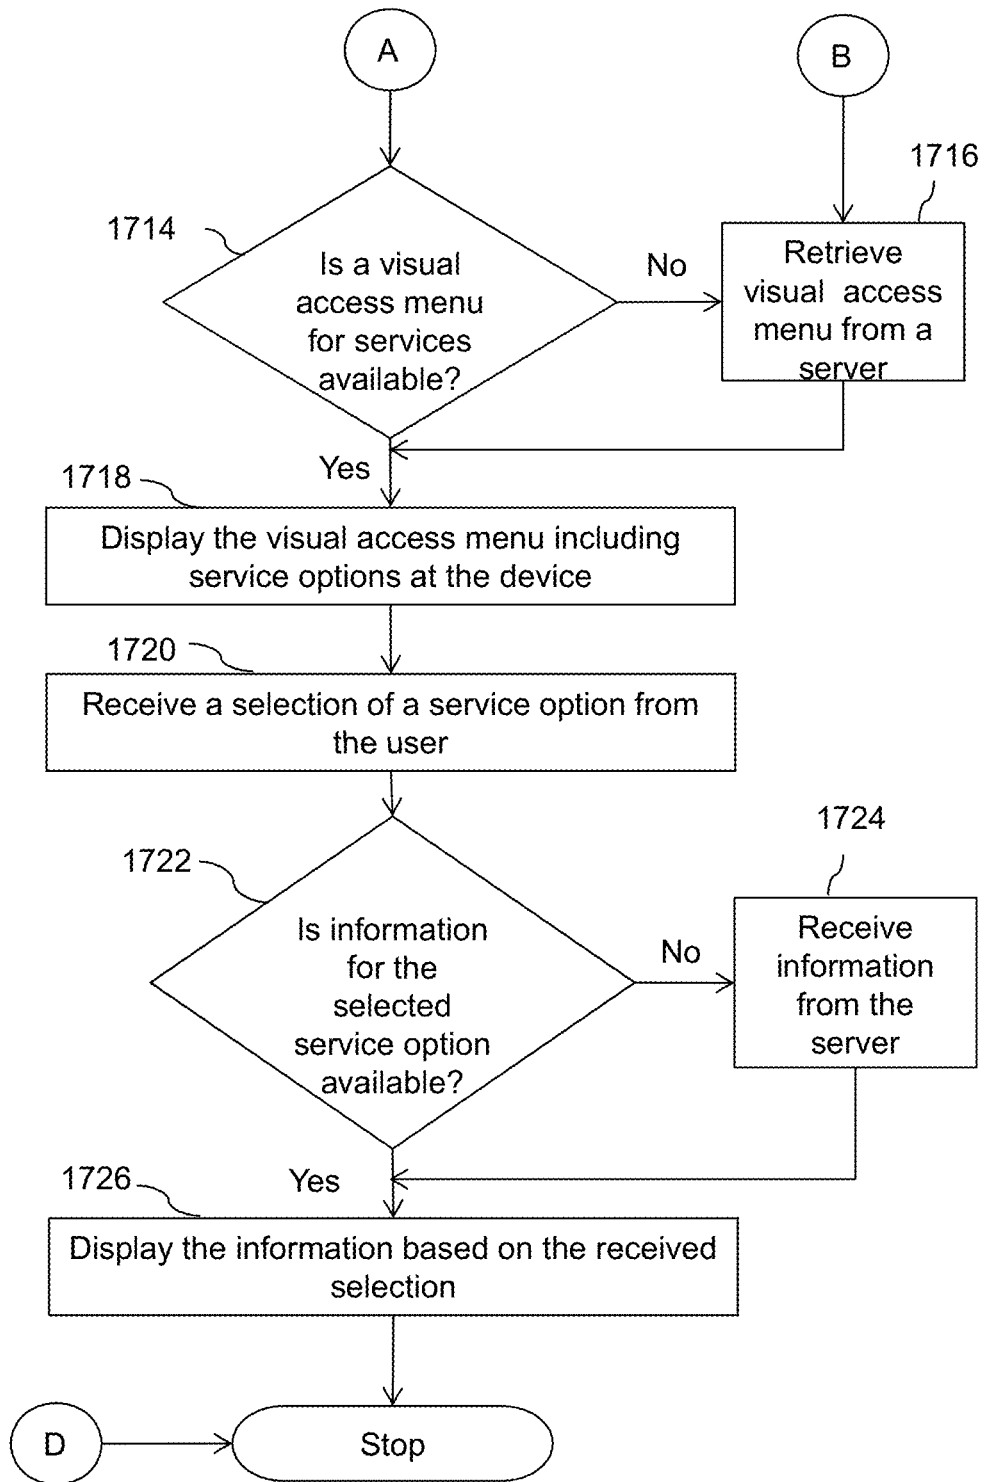 A
B
1716
1714
Is a visual
access menu
for services
available?
No
Retrieve
visual access
menu from a
server
Yes
1718
Display the visual access menu including
service options at the device
1720
Receive a selection of a service option from
the user
1724
1722
Is information
for the
selected
service option
available?
No
Receive
information
from the
server
Yes
1726
Display the information based on the received
selection
D
Stop